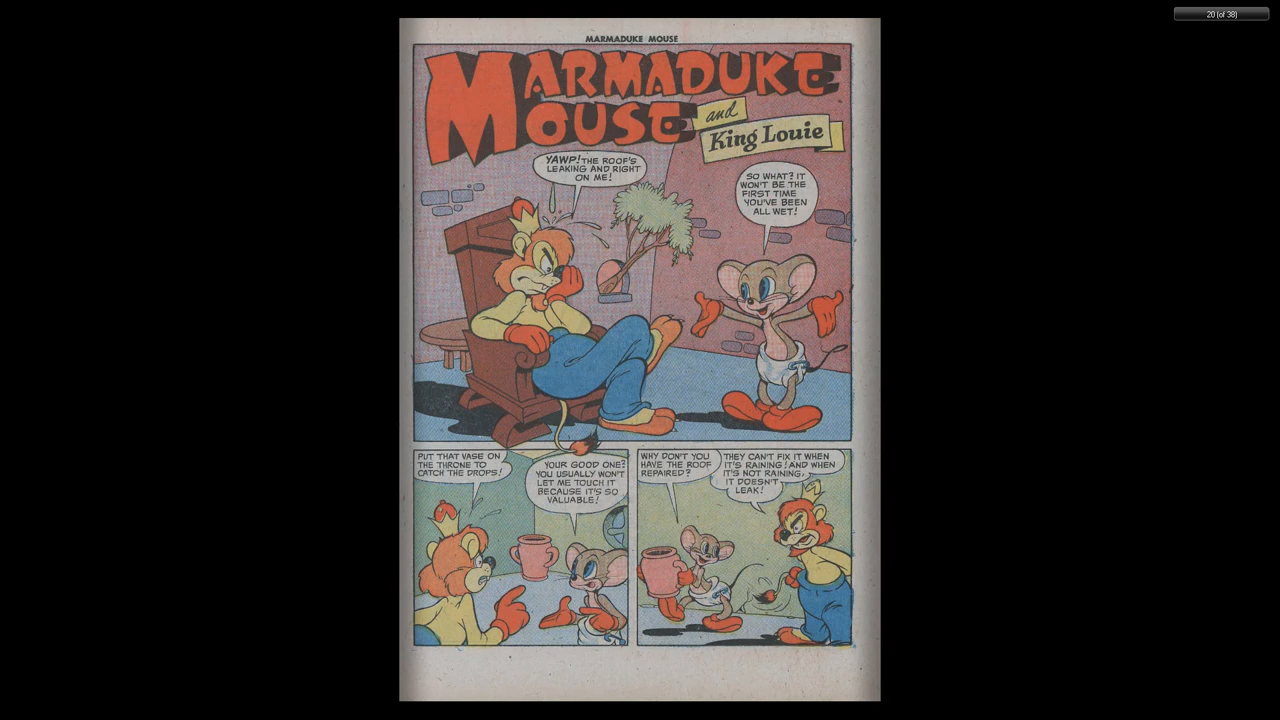 20 (of 38)
MARMADUKE MOUSE
MARMADUKE
MOUSE
and
King Louie
YAWP! THE ROOF'S
LEAKING AND RIGHT
ON ME!
SO WHAT? IT
WON'T BE THE
FIRST TIME
YOU'VE BEEN
ALL WET!
PUT THAT VASE ON
THE THRONE TO
CATCH THE DROPS!
YOUR GOOD ONE?
YOU USUALLY WON'T
LET ME TOUCH IT
BECAUSE IT'S SO
VALUABLE!
WHY DON'T YOU
HAVE THE ROOF
REPAIRED?
THEY CAN'T FIX IT WHEN
IT'S RAINING! AND WHEN
IT'S NOT RAINING,
IT DOESN'T
LEAK!